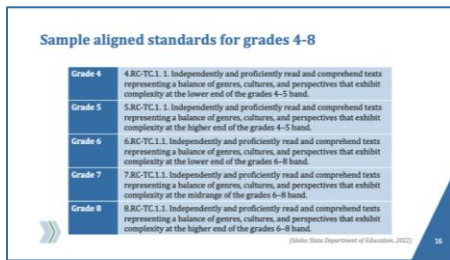 Sample aligned standards for grades 4-8
Grade 4
4.RC-TC.1. 1. Independently and proficiently read and comprehend texts
representing a balance of genres, cultures, and perspectives that exhibit
complexity at the lower end of the grades 4–5 band.
Grade 5
5.RC-TC.1. 1. Independently and proficiently read and comprehend texts
representing a balance of genres, cultures, and perspectives that exhibit
complexity at the higher end of the grades 4–5 band.
Grade 6
6.RC-TC.1.1. Independently and proficiently read and comprehend texts
representing a balance of genres, cultures, and perspectives that exhibit
complexity at the lower end of the grades 6–8 band.
Grade 7
7.RC-TC.1.1. Independently and proficiently read and comprehend texts
representing a balance of genres, cultures, and perspectives that exhibit
complexity at the midrange of the grades 6–8 band.
Grade 8
8.RC-TC.1.1. Independently and proficiently read and comprehend texts
representing a balance of genres, cultures, and perspectives that exhibit
complexity at the higher end of the grades 6–8 band.
(Idaho State Department of Education, 2022)
16